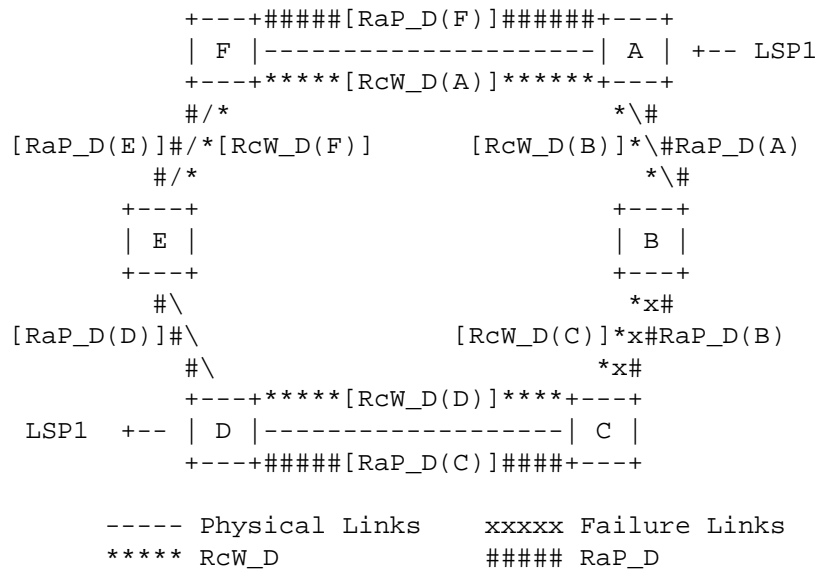 +---+#####[RaP_D(F)]######+---+
| F |---------------------| A | +-- LSP1
+---+*****[RcW_D(A)]******+---+
#/* *\#
[RaP_D(E)]#/*[RcW_D(F)] [RcW_D(B)]*\#RaP_D(A)
#/* *\#
+---+ +---+
| E | | B |
+---+ +---+
#\ *x#
[RaP_D(D)]#\ [RcW_D(C)]*x#RaP_D(B)
#\ *x#
+---+*****[RcW_D(D)]****+---+
LSP1 +-- | D |-------------------| C |
+---+#####[RaP_D(C)]####+---+
----- Physical Links xxxxx Failure Links
***** RcW_D ##### RaP_D